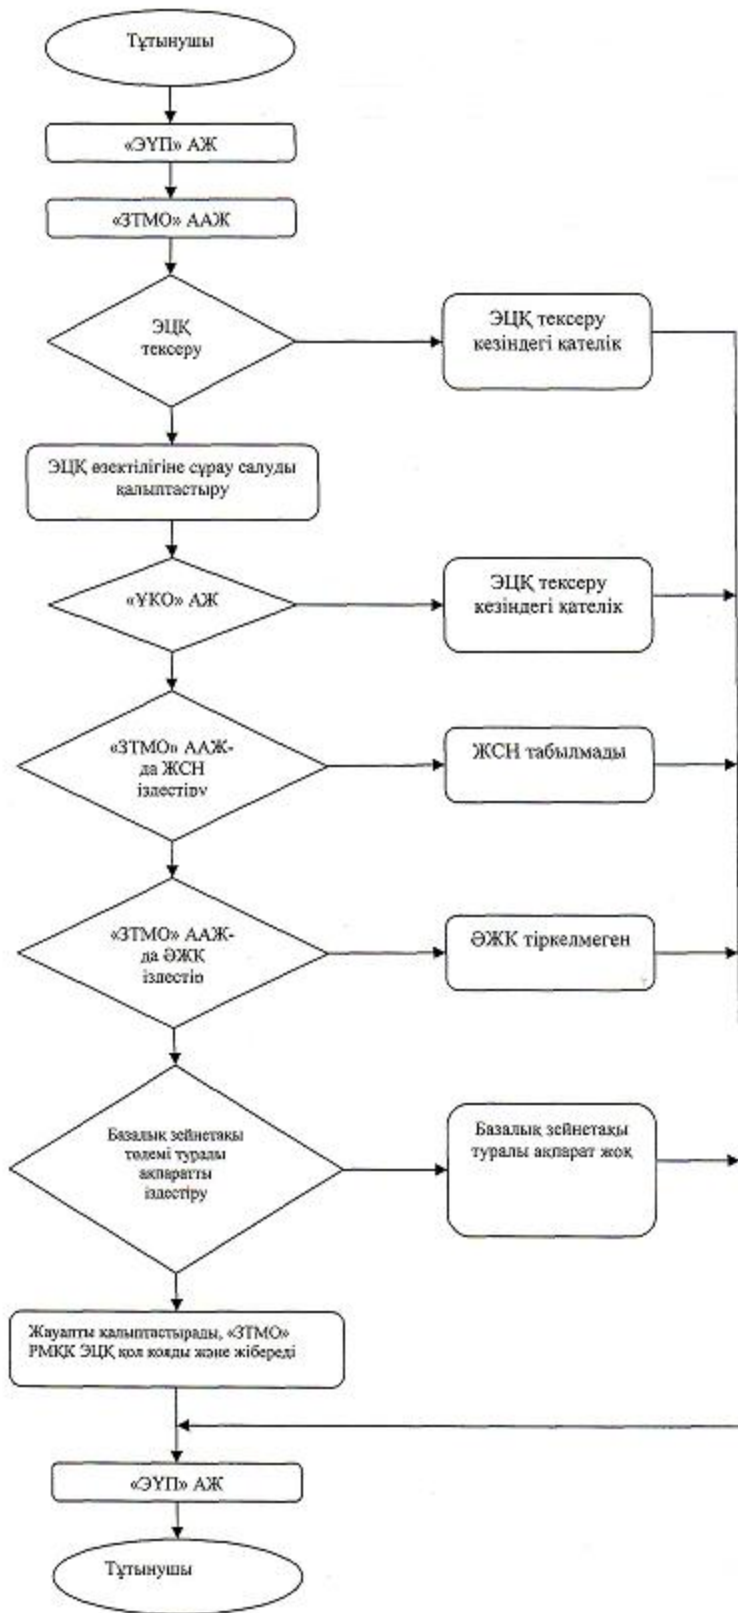 Тұтынушы
«ЭҮП» АЖ
«ЗТМО» ААЖ
ЭЦҚ
тексеру
ЭЦҚ тексеру
кезіндегі қателік
ЭЦҚ өзектілігіне сұрау салуды
қалыптастыру
«ҮКО» АЖ
ЭЦҚ тексеру
кезіндегі қателік
«ЗТМО» ААЖ-
да ЖСН
іздестіру
ЖСН табылмады
«ЗТМО» ААЖ-
да ӘЖК
іздестір
ӘЖК тіркелмеген
Базалық зейнетақы
төлемі туралы
ақпаратты
іздестіру
Базалық зейнетақы
туралы ақпарат жоқ
Жауапты қалыптастырады, «ЗТМО»
РМҚК ЭЦҚ қол қояды және жібереді
«ЭҮП» АЖ
Тұтынушы